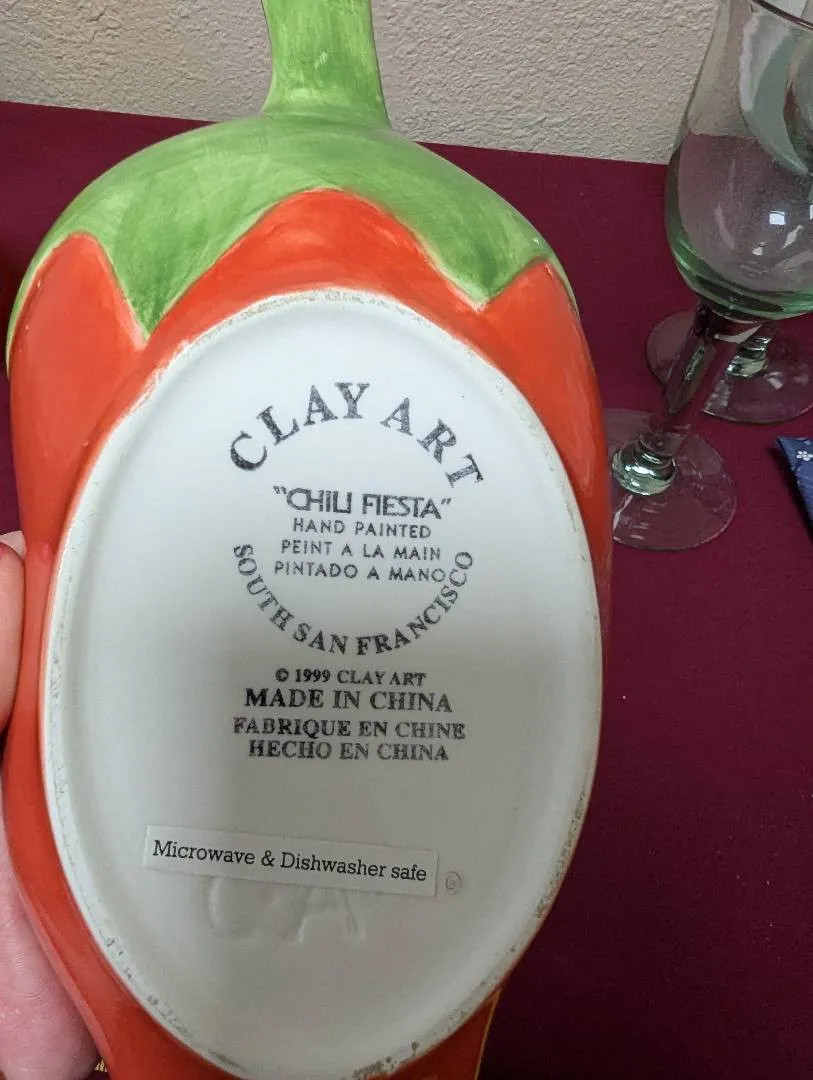 CLAY ART
"CHILI FIESTA"
HAND PAINTED
PEINT A LA MAIN
PINTADO A MANO
SOUTH SAN FRANCISCO
© 1999 CLAY ART
MADE IN CHINA
FABRIQUE EN CHINE
HECHO EN CHINA
Microwave & Dishwasher safe
CA